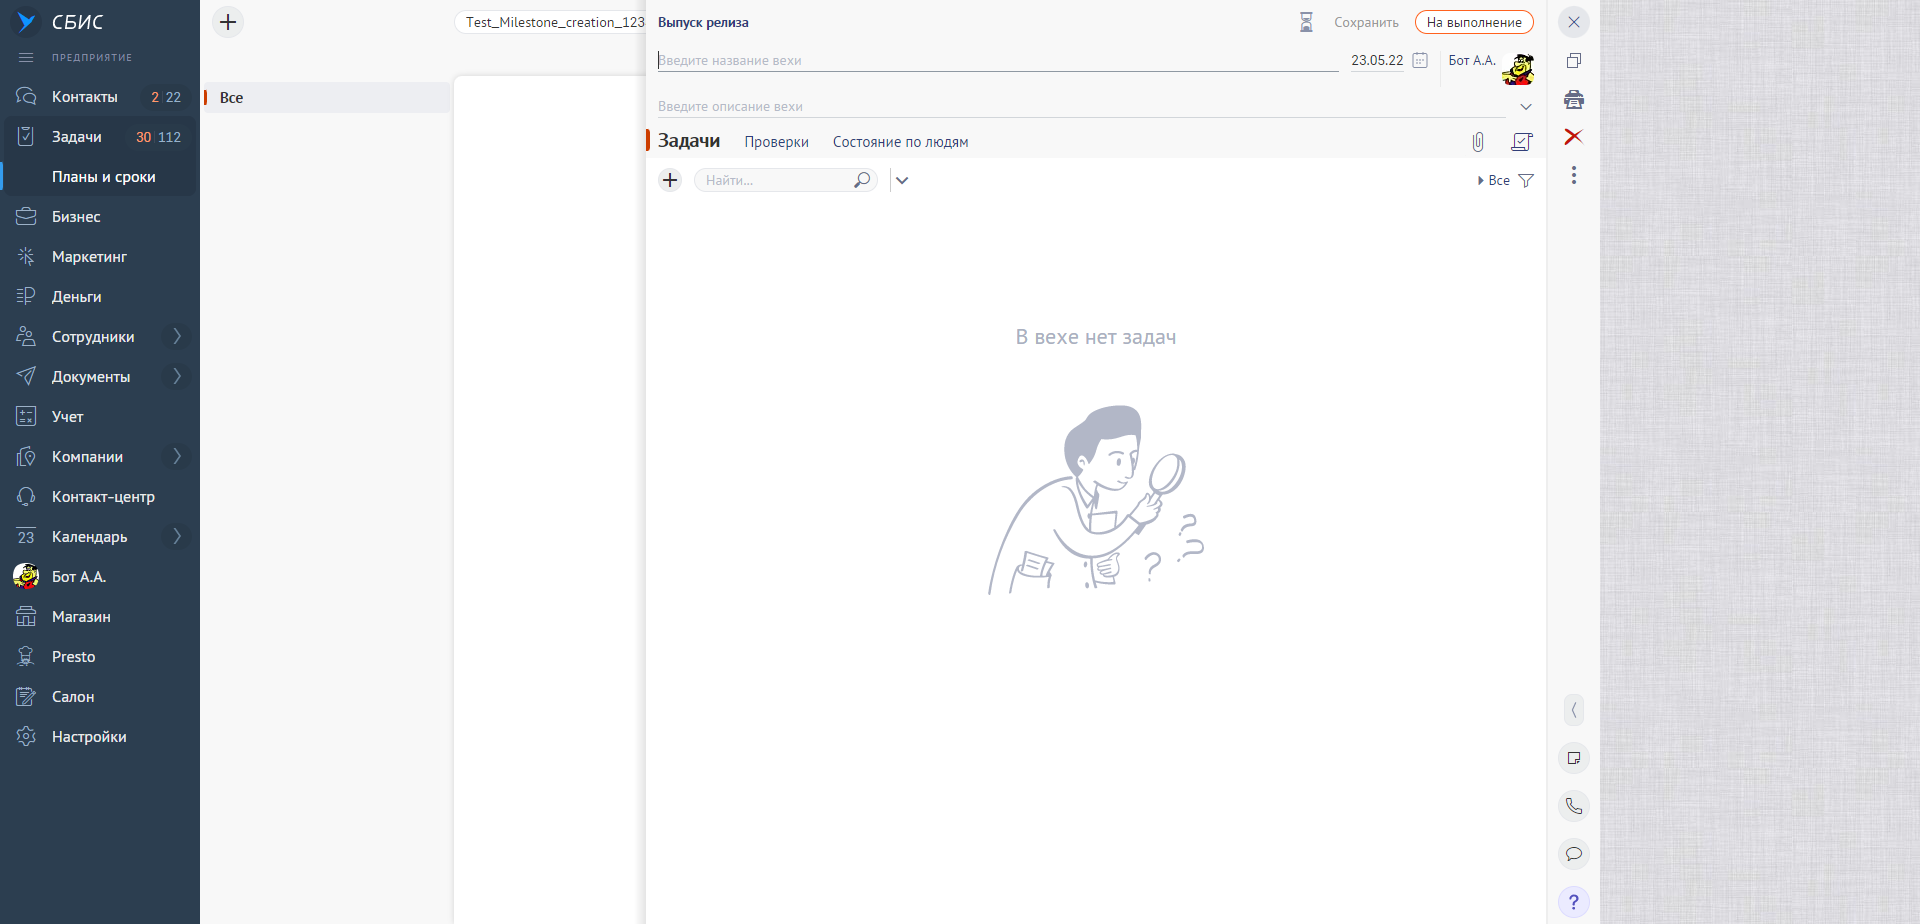 СБИС
ПРЕДПРИЯТИЕ
Контакты 2 22
Задачи 30 112
Планы и сроки
Бизнес
Маркетинг
Деньги
Сотрудники
Документы
Учет
Компании
Контакт-центр
23 Календарь
Бот А.А.
Магазин
Presto
Салон
Настройки
Test_Milestone_creation_123
Все
Выпуск релиза
Сохранить
На выполнение
Введите название вехи
23.05.22
Бот А.А.
Введите описание вехи
Задачи Проверки Состояние по людям
Найти...
Все
В вехе нет задач
?